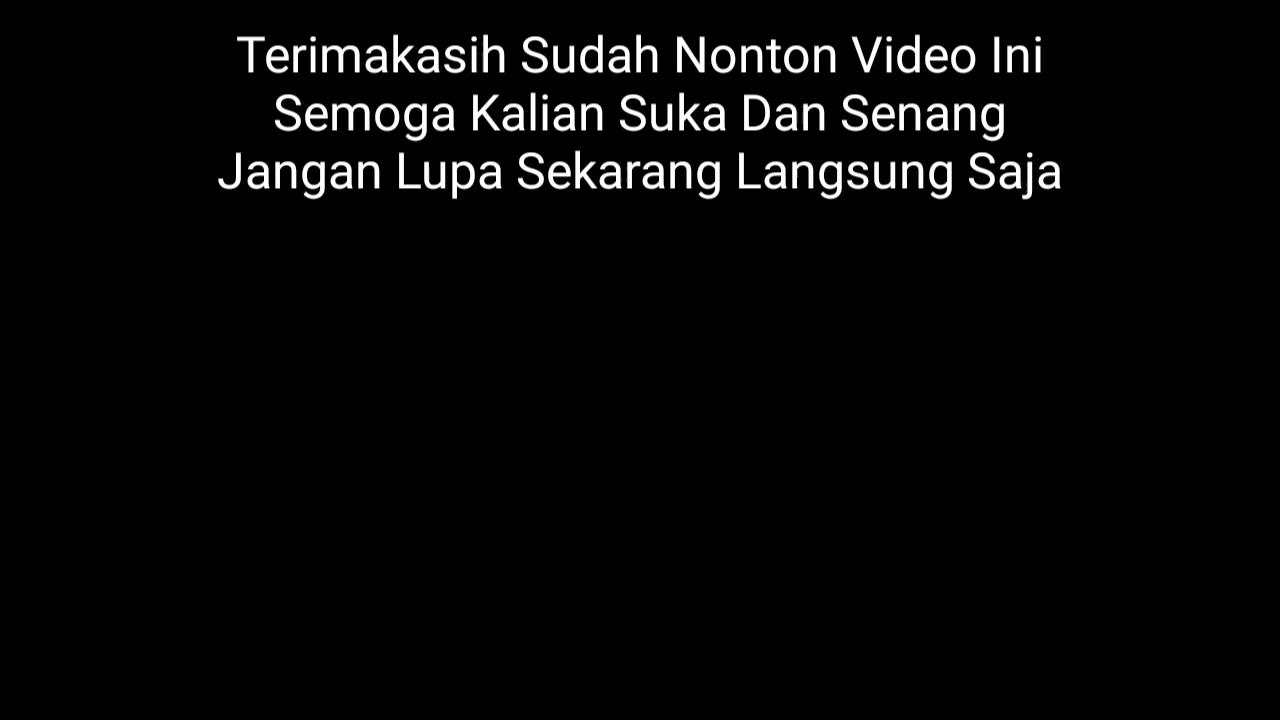 Terimakasih Sudah Nonton Video Ini
Semoga Kalian Suka Dan Senang
Jangan Lupa Sekarang Langsung Saja